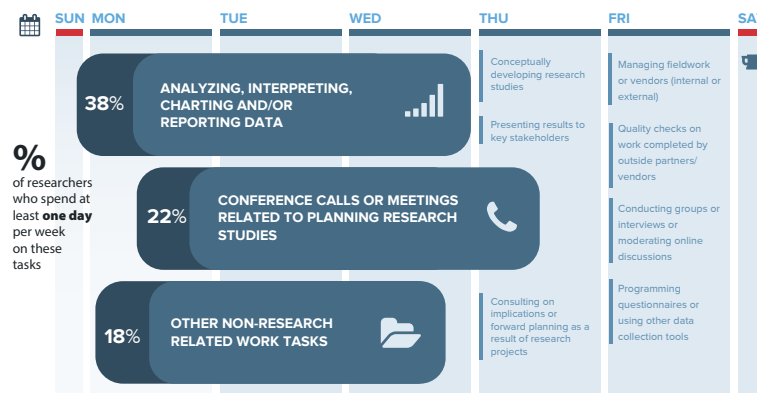 SUN MON TUE WED THU FRI SA
38%
ANALYZING, INTERPRETING,
CHARTING AND/OR
REPORTING DATA
Conceptually
developing research
studies
Presenting results to
key stakeholders
Managing fieldwork
or vendors (internal or
external)
Quality checks on
work completed by
outside partners/
vendors
%
of researchers
who spend at
least one day
per week
on these
tasks
22%
CONFERENCE CALLS OR MEETINGS
RELATED TO PLANNING RESEARCH
STUDIES
Conducting groups or
interviews or
moderating online
discussions
18%
OTHER NON-RESEARCH
RELATED WORK TASKS
Consulting on
implications or
forward planning as a
result of research
projects
Programming
questionnaires or
using other data
collection tools